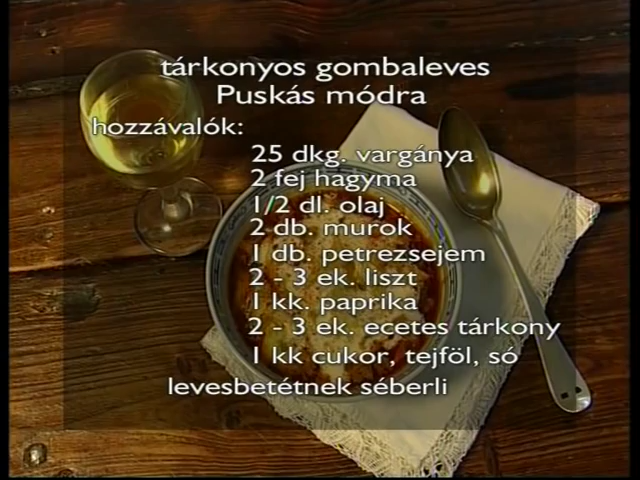 tárkonyos gombaleves
Puskás módra
hozzávalók:
25 dkg. vargánya
2 fej hagyma
1/2 dl. olaj
2 db. murok
1 db. petrezsejem
2 - 3 ek. liszt
1 kk. paprika
2 - 3 ek. ecetes tárkony
1 kk cukor, tejföl, só
levesbetétnek séberli